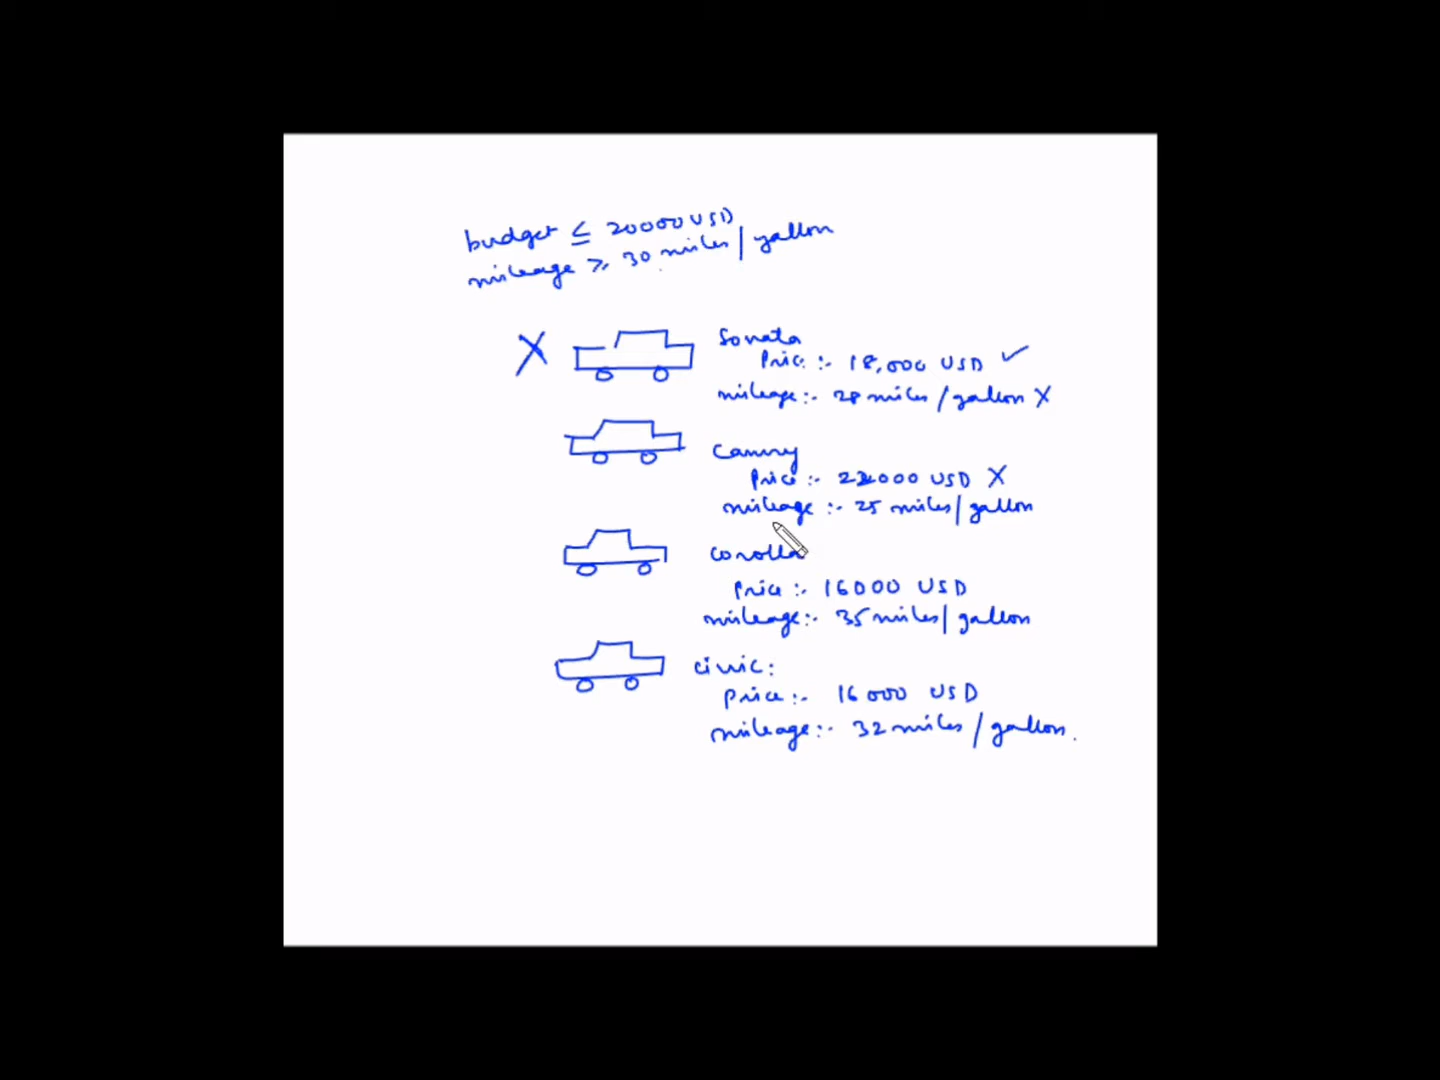 budget ≤ 20000 USD
mileage ≥ 30 miles/gallon
X Sonata
Price :- 18,000 USD ✓
mileage :- 28 miles/gallon X
Camry
Price :- 22000 USD X
mileage :- 25 miles/gallon
Corolla
Price :- 16000 USD
mileage :- 35 miles/gallon
Civic :
Price :- 16000 USD
mileage :- 32 miles/gallon.